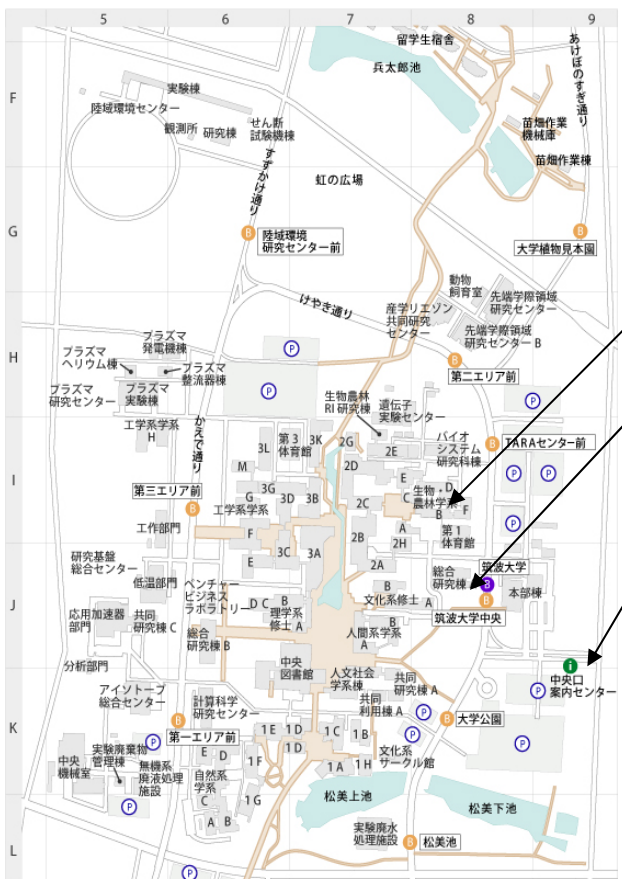 5 6 7 8 9
留学生宿舎
兵太郎池
あけぼのすぎ通り
F
実験棟
陸域環境センター
観測所
研究棟
せん断
試験機棟
苗畑作業
機械庫
苗畑作業棟
すずかけ通り
虹の広場
G
B
陸域環境
研究センター前
B
大学植物見本園
動物
飼育室
けやき通り
産学リエゾン
共同研究
センター
先端学際領域
研究センター
先端学際領域
研究センター B
プラズマ
発電機棟
H
プラズマ
ヘリウム棟
プラズマ
整流器棟
P
B
第二エリア前
プラズマ
研究センター
プラズマ
実験棟
P
生物農林
RI 研究棟
遺伝子
実験センター
P
工学系学系
H
かえで通り
第3
体育館
3K
2G
3L
2E
バイオ
システム
研究科棟
B
TARAセンター前
I
M
2D
E
D
P
P
第三エリア前
G
3G
3D
3B
2C
C
生物・
農林学系
B
F
B
工学系学系
P
工作部門
F
3C
3A
2B
A
2H
第1
体育館
研究基盤
総合センター
E
2A
総合
研究棟
筑波大学
低温部門
ベンチャー
ビジネス
ラボラトリー
B
B
本部棟
J
D C
B
文化系修士
A
B
応用加速器
部門
共同
研究棟 C
理学系
修士 A
筑波大学中央
総合
研究棟 B
B
人間系学系
A
i
分析部門
中央
図書館
人文社会
学系棟
共同
研究棟 A
中央口
案内センター
アイソトープ
総合センター
計算科学
研究センター
共同
利用棟 A
P
P
K
B
1E
1D
1C
1B
B
大学公園
第一エリア前
P
1D
P
P
中央
機械室
実験廃棄物
管理棟
E
D
1F
文化系
サークル館
無機系
廃液処理
施設
自然系
学系
1A
1H
C
1G
松美上池
松美下池
P
A
B
実験廃水
処理施設
L
B
松美池
P